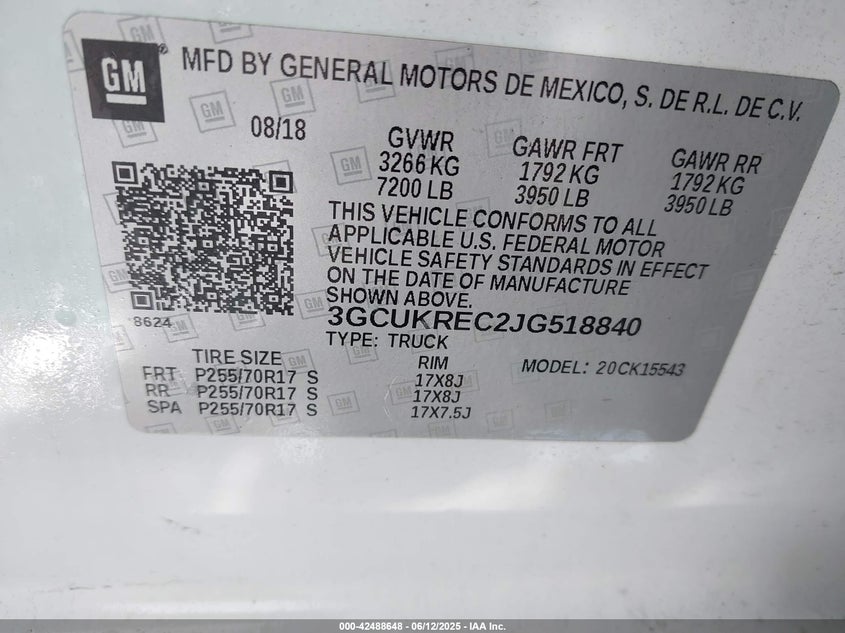 GM
MFD BY GENERAL MOTORS DE MEXICO, S. DE R.L. DE C.V.
08/18
GVWR GAWR FRT GAWR RR
3266 KG 1792 KG 1792 KG
7200 LB 3950 LB 3950 LB
THIS VEHICLE CONFORMS TO ALL
APPLICABLE U.S. FEDERAL MOTOR
VEHICLE SAFETY STANDARDS IN EFFECT
ON THE DATE OF MANUFACTURE
SHOWN ABOVE.
8624
3GCUKREC2JG518840
TYPE: TRUCK
TIRE SIZE RIM MODEL: 20CK15543
FRT P255/70R17 S 17X8J
RR P255/70R17 S 17X8J
SPA P255/70R17 S 17X7.5J
000-42488648 - 06/12/2025 - IAA Inc.